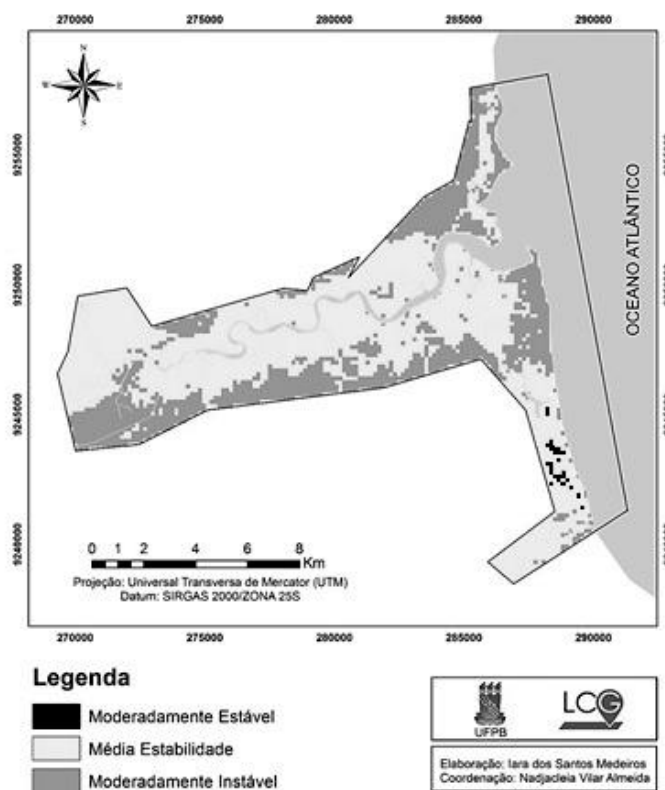 270000 275000 280000 285000 290000
N
W E
S
9255000
9250000
9245000
9240000
OCEANO ATLÂNTICO
0 1 2 4 6 8
Km
Projeção: Universal Transversa de Mercator (UTM)
Datum: SIRGAS 2000/ZONA 25S
270000 275000 280000 285000 290000
Legenda
Moderadamente Estável
Média Estabilidade
Moderadamente Instável
UFPB
LCG
Elaboração: Iara dos Santos Medeiros
Coordenação: Nadjacleia Vilar Almeida